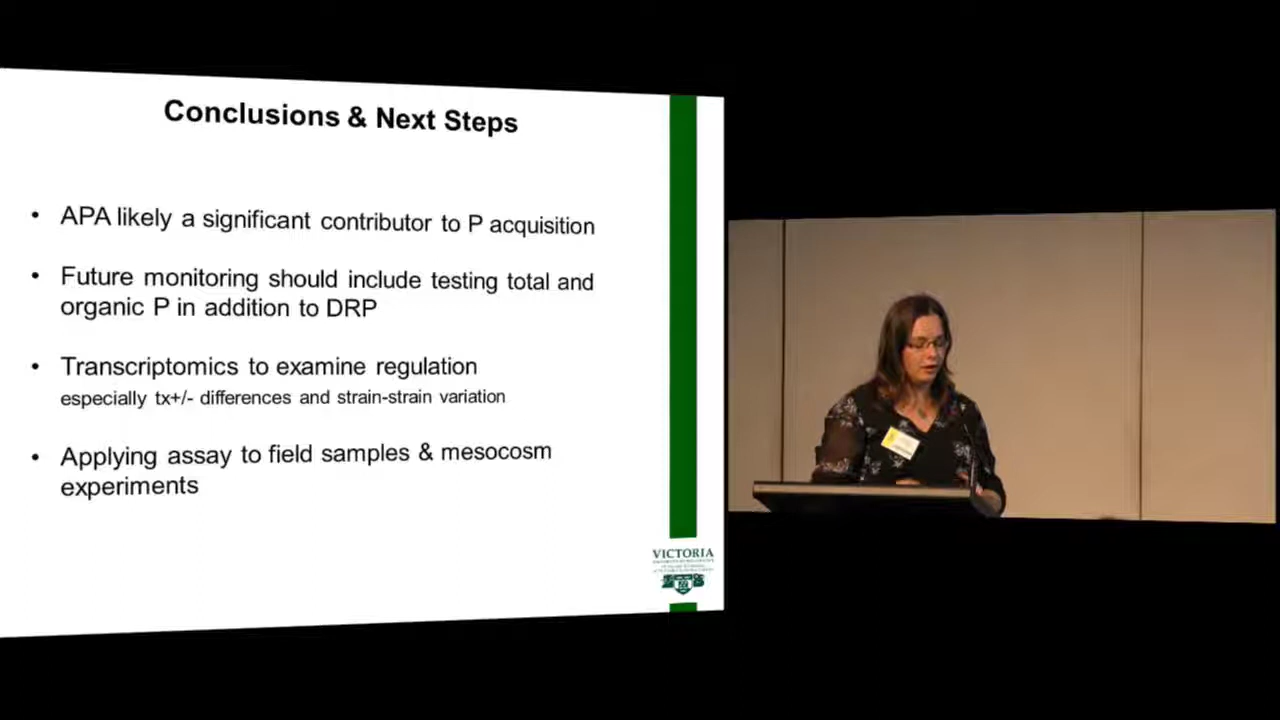 Conclusions & Next Steps
• APA likely a significant contributor to P acquisition
• Future monitoring should include testing total and
organic P in addition to DRP
• Transcriptomics to examine regulation
especially tx+/- differences and strain-strain variation
• Applying assay to field samples & mesocosm
experiments
VICTORIA